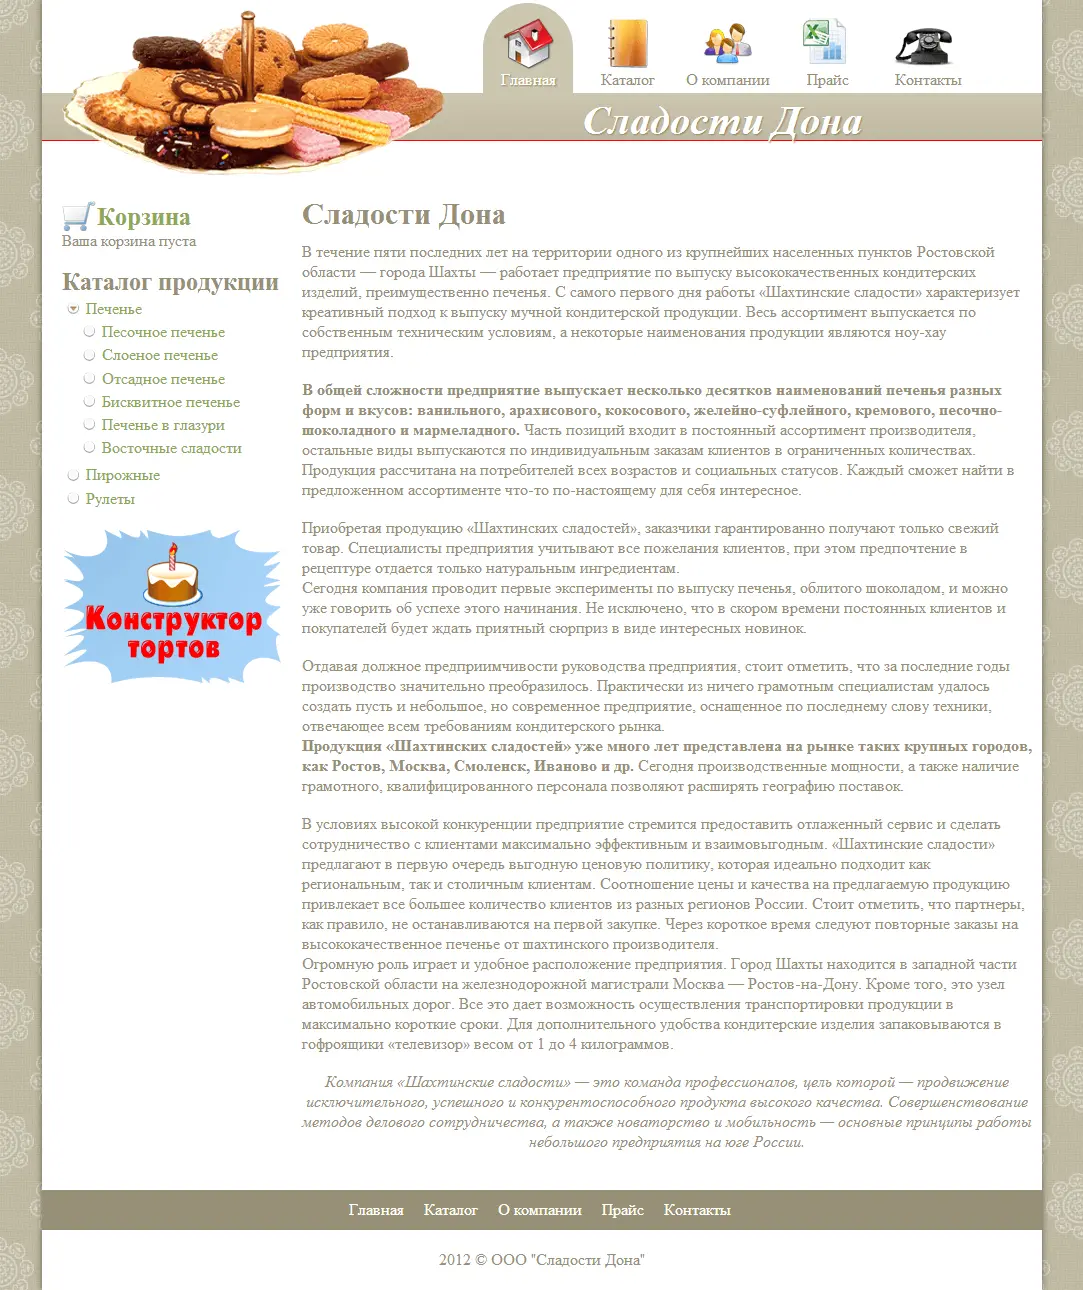 Главная
Каталог
О компании
Прайс
Контакты
Сладости Дона
Корзина
Ваша корзина пуста
Каталог продукции
Печенье
Песочное печенье
Слоеное печенье
Отсадное печенье
Бисквитное печенье
Печенье в глазури
Восточные сладости
Пирожные
Рулеты
Конструктор
тортов
Сладости Дона
В течение пяти последних лет на территории одного из крупнейших населенных пунктов Ростовской
области — города Шахты — работает предприятие по выпуску высококачественных кондитерских
изделий, преимущественно печенья. С самого первого дня работы «Шахтинские сладости» характеризует
креативный подход к выпуску мучной кондитерской продукции. Весь ассортимент выпускается по
собственным техническим условиям, а некоторые наименования продукции являются ноу-хау
предприятия.
В общей сложности предприятие выпускает несколько десятков наименований печенья разных
форм и вкусов: ванильного, арахисового, кокосового, желейно-суфлейного, кремового, песочно-
шоколадного и мармеладного. Часть позиций входит в постоянный ассортимент производителя,
остальные виды выпускаются по индивидуальным заказам клиентов в ограниченных количествах.
Продукция рассчитана на потребителей всех возрастов и социальных статусов. Каждый сможет найти в
предложенном ассортименте что-то по-настоящему для себя интересное.
Приобретая продукцию «Шахтинских сладостей», заказчики гарантированно получают только свежий
товар. Специалисты предприятия учитывают все пожелания клиентов, при этом предпочтение в
рецептуре отдается только натуральным ингредиентам.
Сегодня компания проводит первые эксперименты по выпуску печенья, облитого шоколадом, и можно
уже говорить об успехе этого начинания. Не исключено, что в скором времени постоянных клиентов и
покупателей будет ждать приятный сюрприз в виде интересных новинок.
Отдавая должное предприимчивости руководства предприятия, стоит отметить, что за последние годы
производство значительно преобразилось. Практически из ничего грамотным специалистам удалось
создать пусть и небольшое, но современное предприятие, оснащенное по последнему слову техники,
отвечающее всем требованиям кондитерского рынка.
Продукция «Шахтинских сладостей» уже много лет представлена на рынке таких крупных городов,
как Ростов, Москва, Смоленск, Иваново и др. Сегодня производственные мощности, а также наличие
грамотного, квалифицированного персонала позволяют расширять географию поставок.
В условиях высокой конкуренции предприятие стремится предоставить отлаженный сервис и сделать
сотрудничество с клиентами максимально эффективным и взаимовыгодным. «Шахтинские сладости»
предлагают в первую очередь выгодную ценовую политику, которая идеально подходит как
региональным, так и столичным клиентам. Соотношение цены и качества на предлагаемую продукцию
привлекает все большее количество клиентов из разных регионов России. Стоит отметить, что партнеры,
как правило, не останавливаются на первой закупке. Через короткое время следуют повторные заказы на
высококачественное печенье от шахтинского производителя.
Огромную роль играет и удобное расположение предприятия. Город Шахты находится в западной части
Ростовской области на железнодорожной магистрали Москва — Ростов-на-Дону. Кроме того, это узел
автомобильных дорог. Все это дает возможность осуществления транспортировки продукции в
максимально короткие сроки. Для дополнительного удобства кондитерские изделия запаковываются в
гофроящики «телевизор» весом от 1 до 4 килограммов.
Компания «Шахтинские сладости» — это команда профессионалов, цель которой — продвижение
исключительного, успешного и конкурентоспособного продукта высокого качества. Совершенствование
методов делового сотрудничества, а также новаторство и мобильность — основные принципы работы
небольшого предприятия на юге России.
Главная Каталог О компании Прайс Контакты
2012 © ООО "Сладости Дона"